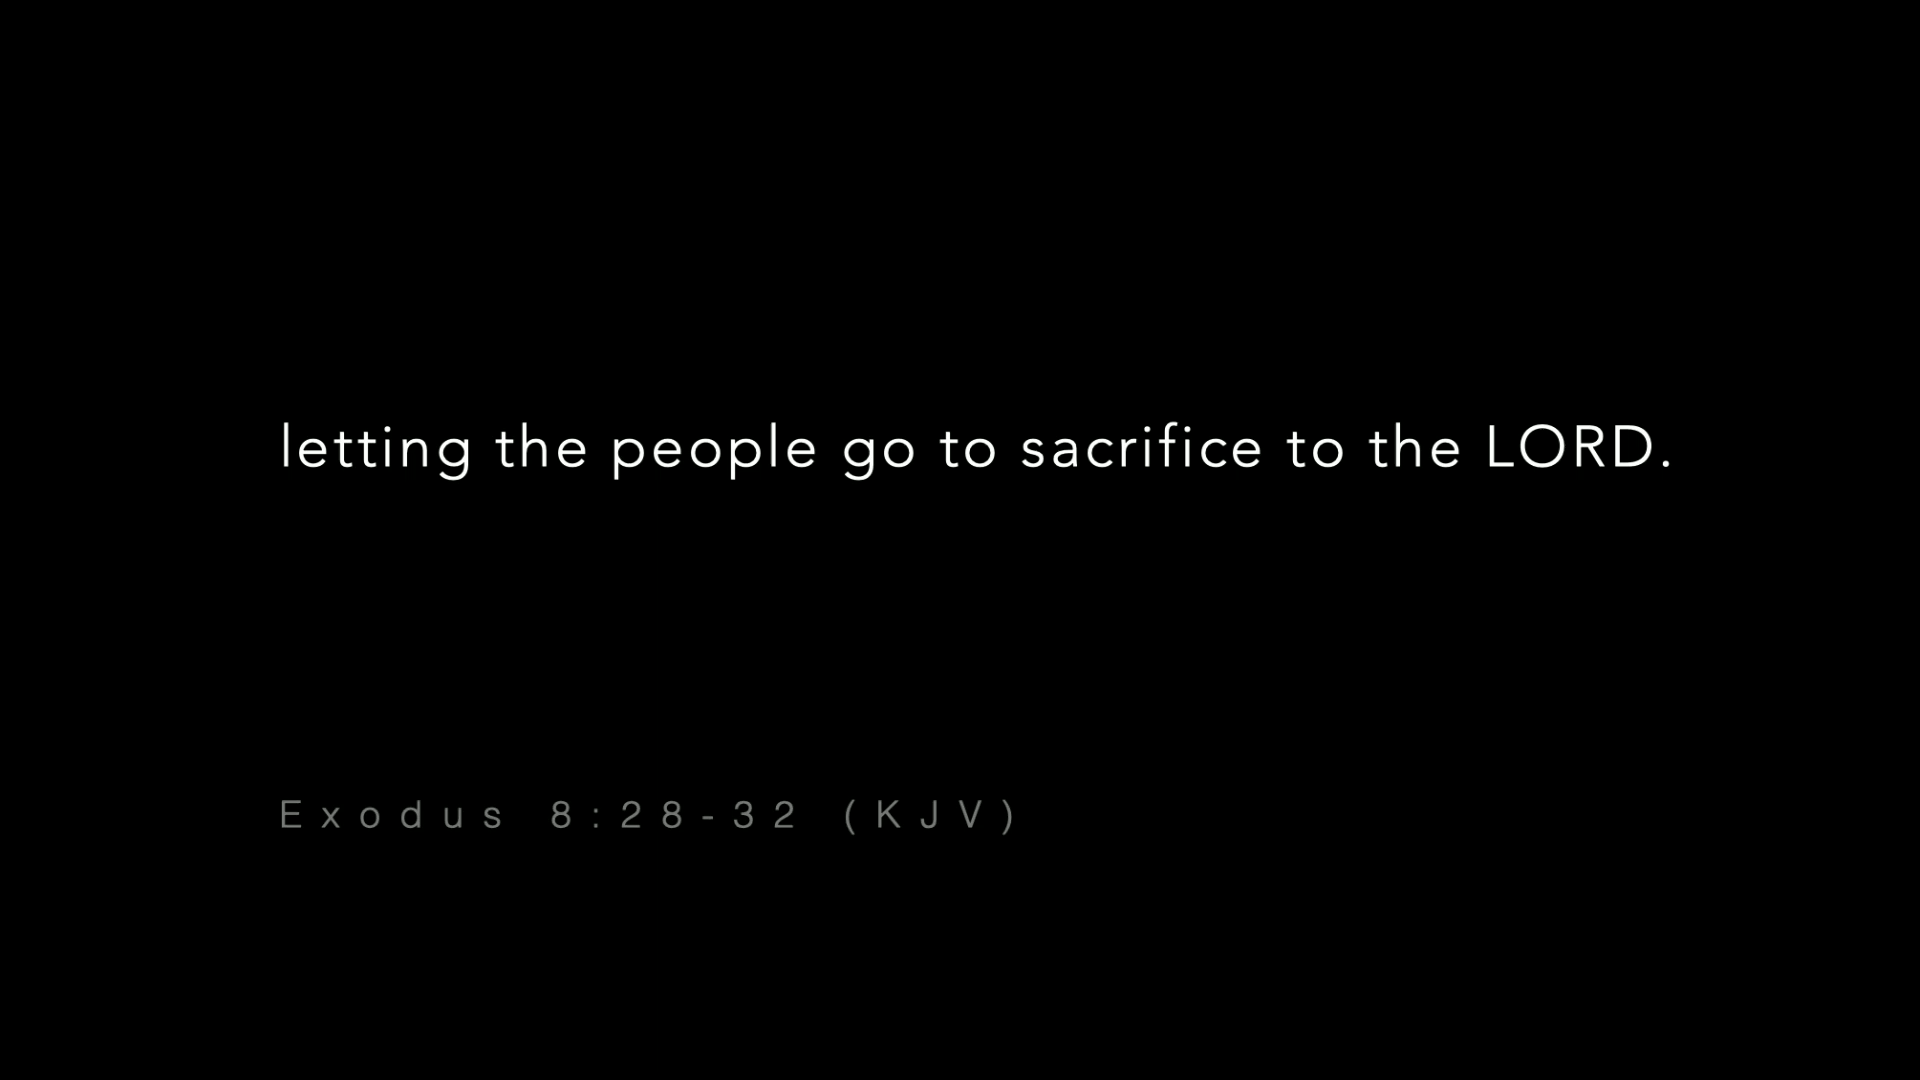 letting the people go to sacrifice to the LORD.
Exodus 8:28-32 (KJV)